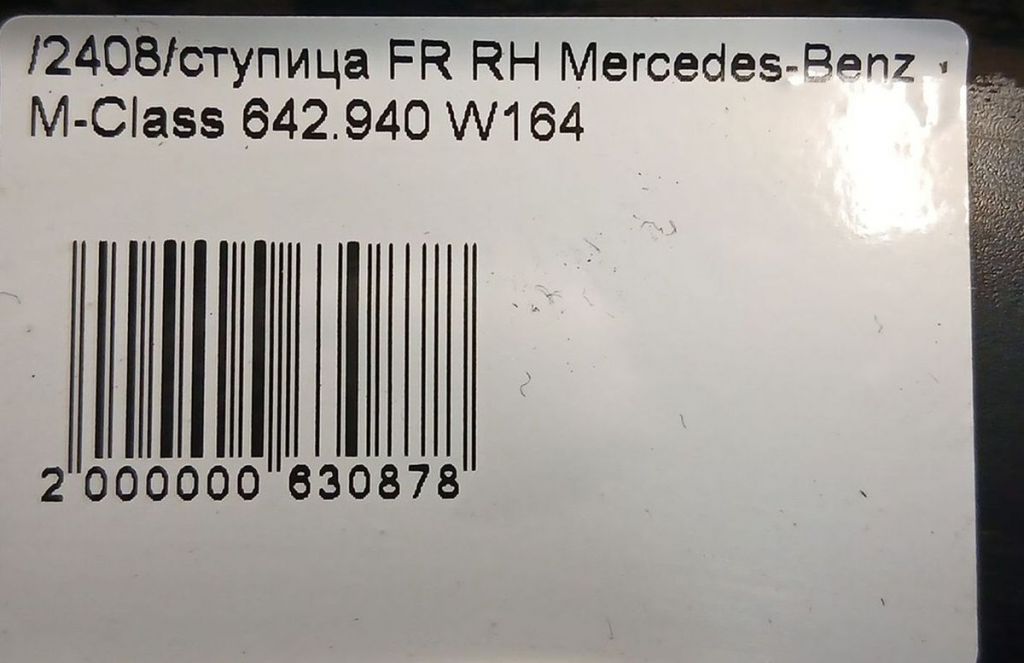 /2408/ступица FR RH Mercedes-Benz
M-Class 642.940 W164
2 000000 630878